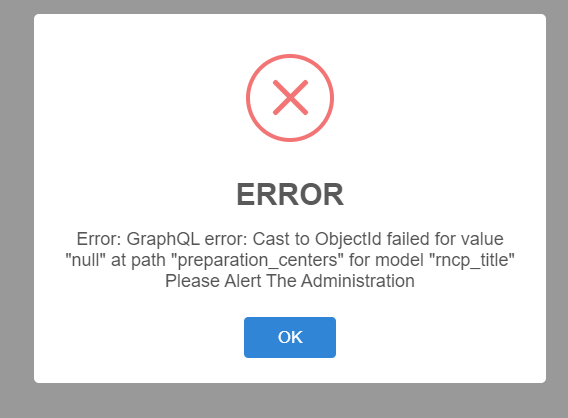 ERROR
Error: GraphQL error: Cast to ObjectId failed for value
"null" at path "preparation_centers" for model "rncp_title"
Please Alert The Administration
OK